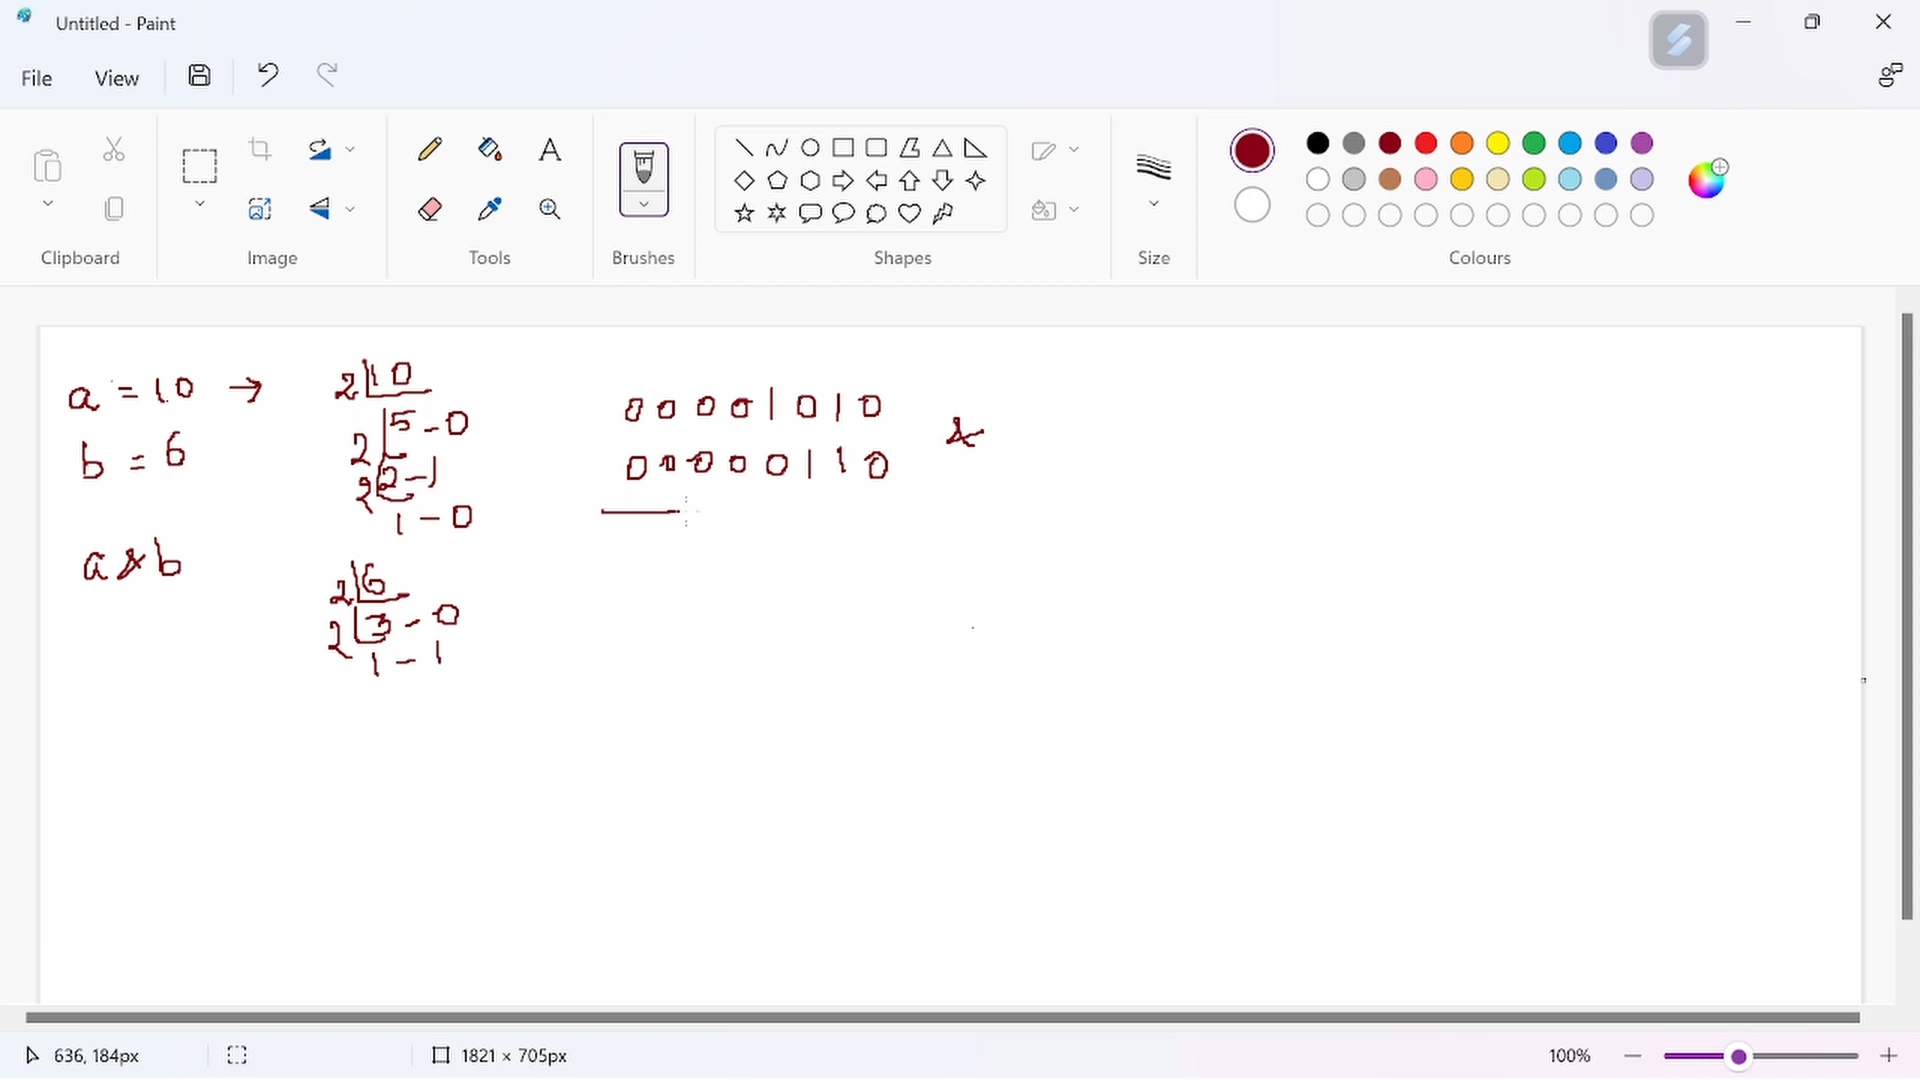 Untitled - Paint
File View
Clipboard Image Tools Brushes Shapes Size Colours
a = 10 →
b = 6
a & b
2 10
2 5 - 0
2 2 - 1
1 - 0
2 6
2 3 - 0
1 - 1
0 0 0 0 1 0 1 0
&
0 0 0 0 0 1 1 0
636, 184px 1821 × 705px 100%